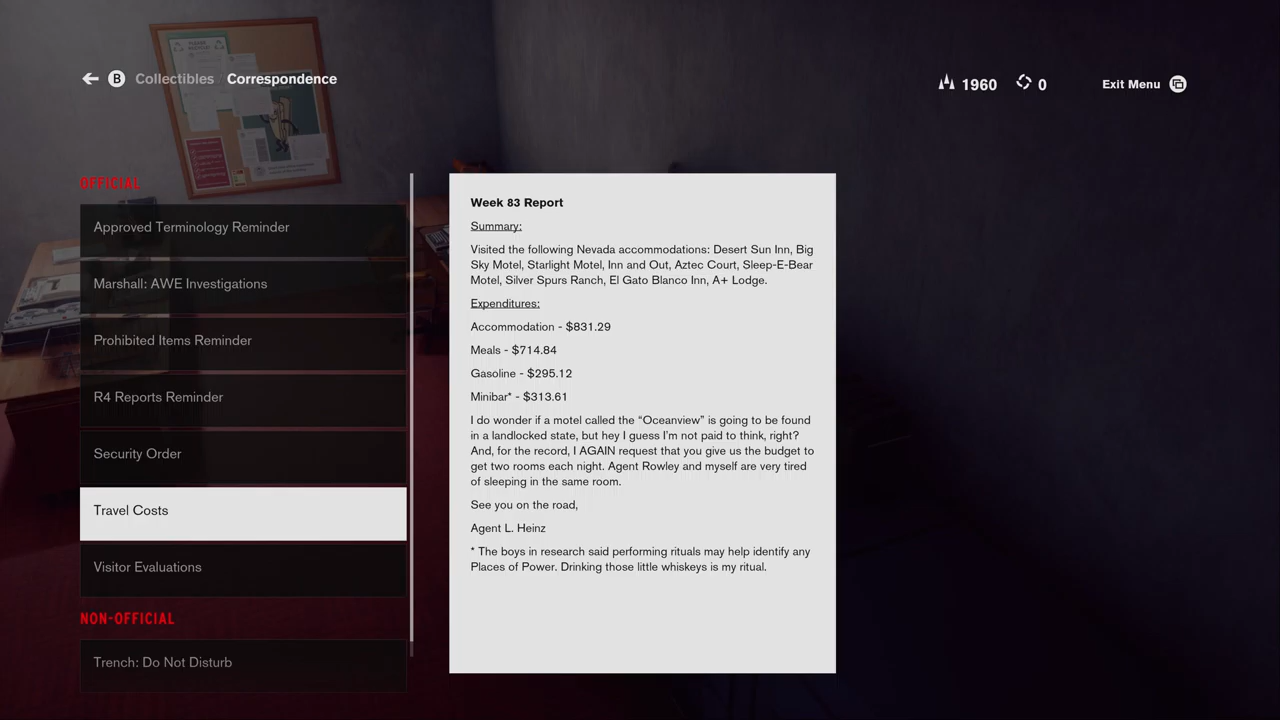 B Collectibles Correspondence
1960 0 Exit Menu
OFFICIAL
Approved Terminology Reminder
Marshall: AWE Investigations
Prohibited Items Reminder
R4 Reports Reminder
Security Order
Travel Costs
Visitor Evaluations
NON-OFFICIAL
Trench: Do Not Disturb
Week 83 Report
Summary:
Visited the following Nevada accommodations: Desert Sun Inn, Big
Sky Motel, Starlight Motel, Inn and Out, Aztec Court, Sleep-E-Bear
Motel, Silver Spurs Ranch, El Gato Blanco Inn, A+ Lodge.
Expenditures:
Accommodation - $831.29
Meals - $714.84
Gasoline - $295.12
Minibar* - $313.61
I do wonder if a motel called the “Oceanview” is going to be found
in a landlocked state, but hey I guess I’m not paid to think, right?
And, for the record, I AGAIN request that you give us the budget to
get two rooms each night. Agent Rowley and myself are very tired
of sleeping in the same room.
See you on the road,
Agent L. Heinz
* The boys in research said performing rituals may help identify any
Places of Power. Drinking those little whiskeys is my ritual.